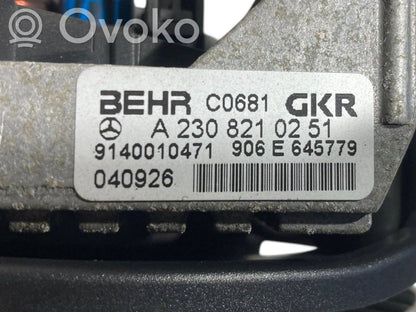 Ovoko
BEHR C0681 GKR
A 230 821 02 51
9140010471 906 E 645779
040926